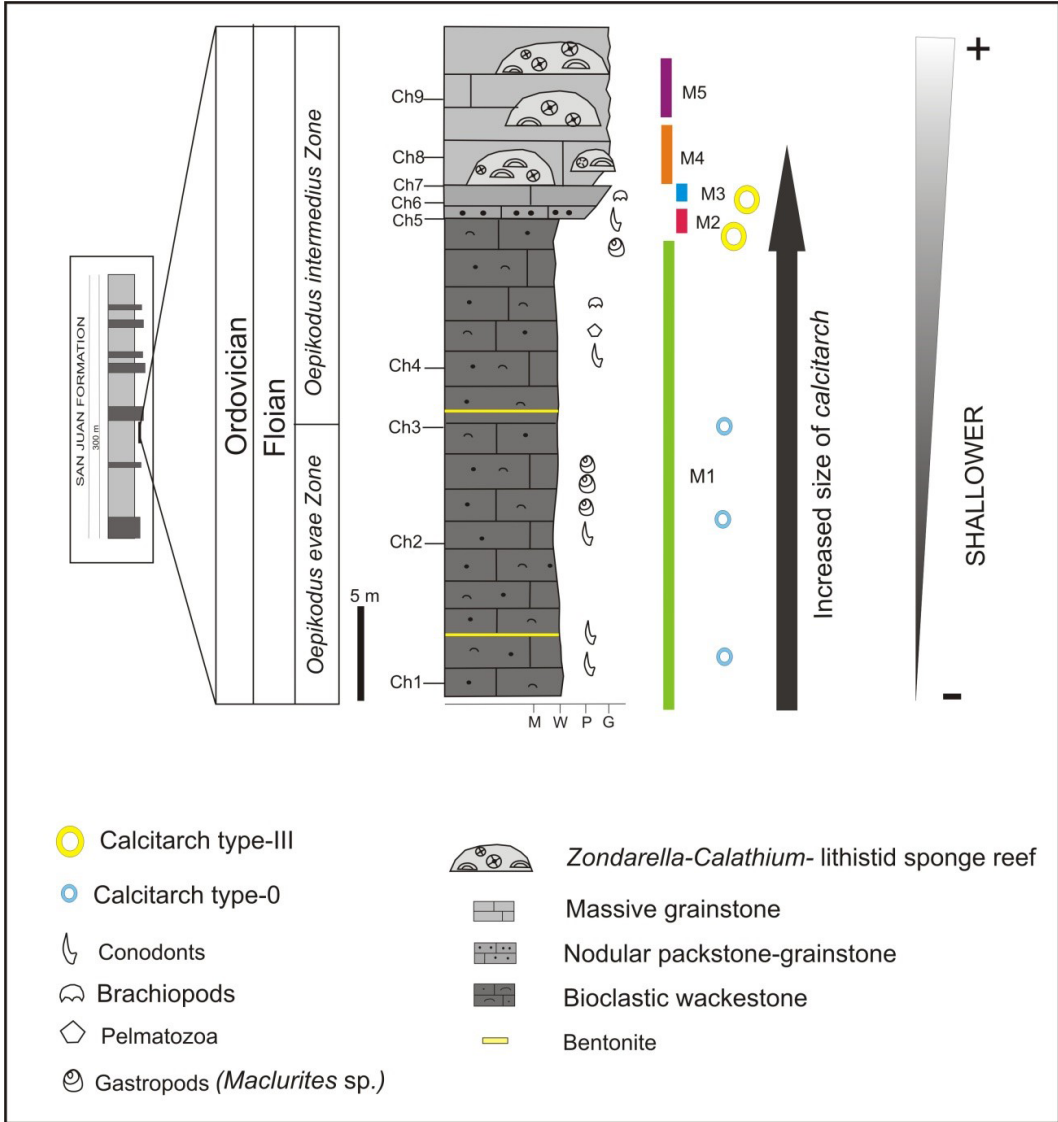 SAN JUAN FORMATION
300 m
Ordovician
Floian
Oepikodus intermedius Zone
Oepikodus evae Zone
5 m
Ch9
Ch8
Ch7
Ch6
Ch5
Ch4
Ch3
Ch2
Ch1
M W P G
M5
M4
M3
M2
M1
Increased size of calcitarch
+
SHALLOWER
-
Calcitarch type-III
Calcitarch type-0
Conodonts
Brachiopods
Pelmatozoa
Gastropods (Maclurites sp.)
Zondarella-Calathium- lithistid sponge reef
Massive grainstone
Nodular packstone-grainstone
Bioclastic wackestone
Bentonite